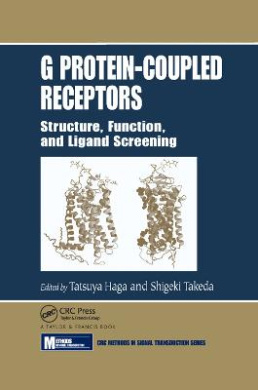 G PROTEIN-COUPLED
RECEPTORS
Structure, Function,
and Ligand Screening
Edited by Tatsuya Haga and Shigeki Takeda
CRC Press
Taylor & Francis Group
A TAYLOR & FRANCIS BOOK
METHODS
CRC METHODS IN SIGNAL TRANSDUCTION SERIES